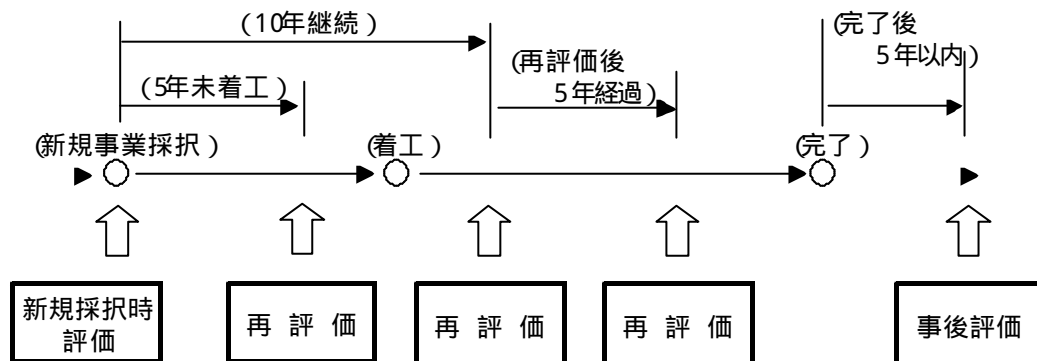 (10年継続)
(完了後
5年以内)
(再評価後
5年経過)
(5年未着工)
(新規事業採択)
(着工)
(完了)
新規採択時
評価
再 評 価
再 評 価
再 評 価
事後評価